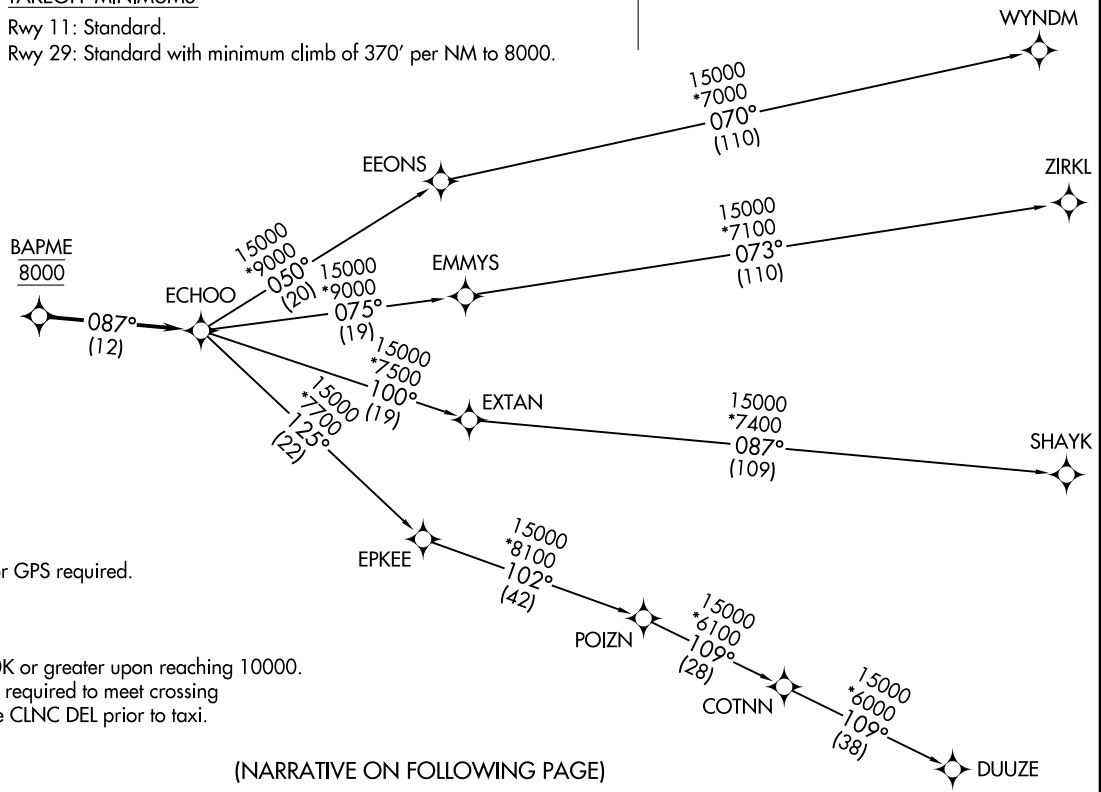 TAKEOFF MINIMUMS
Rwy 11: Standard.
Rwy 29: Standard with minimum climb of 370' per NM to 8000.
WYNDM
15000
*7000
070°
(110)
EEONS
ZIRKL
15000
*7100
073°
(110)
15000
*9000
050°
(20)
BAPME
8000
EMMYS
15000
*9000
075°
(19)
ECHOO
087°
(12)
15000
*7500
100°
(19)
EXTAN
15000
*7400
087°
(109)
SHAYK
15000
*7700
125°
(22)
EPKEE
15000
*8100
102°
(42)
r GPS required.
POIZN
15000
*6100
109°
(28)
0K or greater upon reaching 10000.
required to meet crossing
e CLNC DEL prior to taxi.
COTNN
15000
*6000
109°
(38)
DUUZE
(NARRATIVE ON FOLLOWING PAGE)